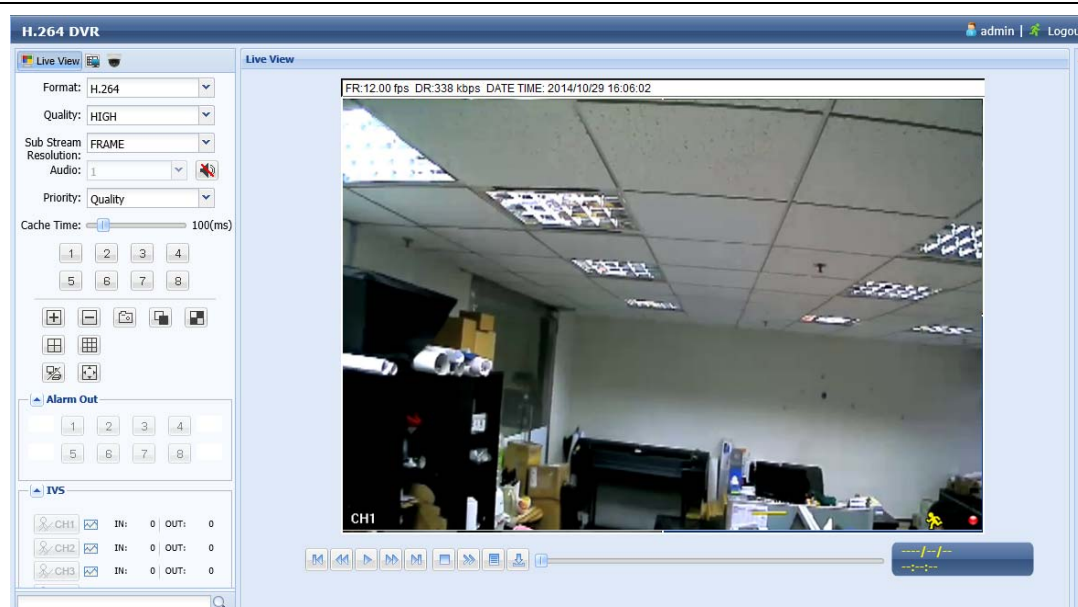 H.264 DVR
admin | Logou
Live View
Live View
Format: H.264
Quality: HIGH
Sub Stream Resolution: FRAME
Audio: 1
Priority: Quality
Cache Time: 100(ms)
1 2 3 4
5 6 7 8
Alarm Out
1 2 3 4
5 6 7 8
IVS
CH1 IN: 0 OUT: 0
CH2 IN: 0 OUT: 0
CH3 IN: 0 OUT: 0
FR:12.00 fps DR:338 kbps DATE TIME: 2014/10/29 16:06:02
CH1
----/--/--
--:--:--